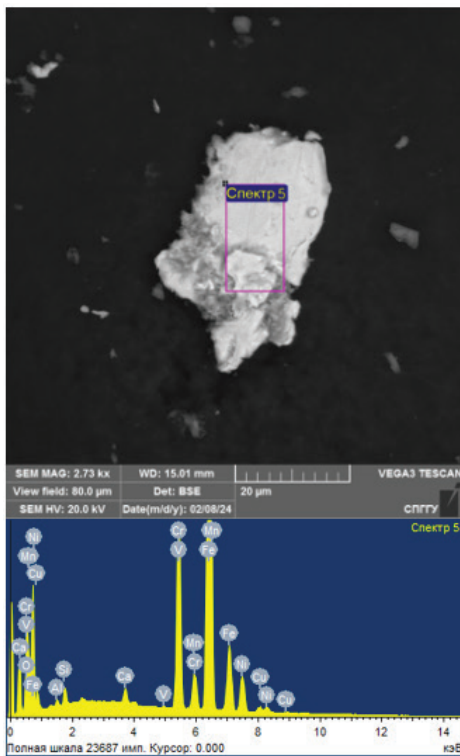 Спектр 5
SEM MAG: 2.73 kx WD: 15.01 mm VEGA3 TESCAN
View field: 80.0 µm Det: BSE 20 µm
SEM HV: 20.0 kV Date(m/d/y): 02/08/24 СПГГУ
Спектр 5
Ni Cr Mn
Mn V Fe
Cu
Cr
V Mn Fe
Ca Cr Ni
O Si Ca Cu
Fe Al V Ni Cu
0 2 4 6 8 10 12 14
Полная шкала 23687 имп. Курсор: 0.000 кэВ